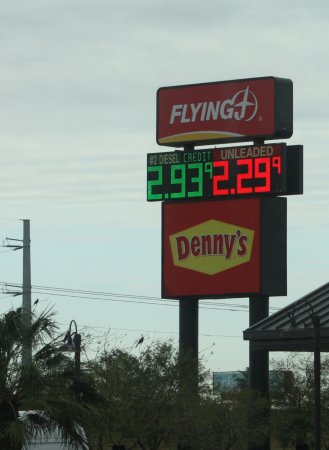 FLYING J
#2 DIESEL CREDIT UNLEADED
2.93⁹ 2.29⁹
Denny's